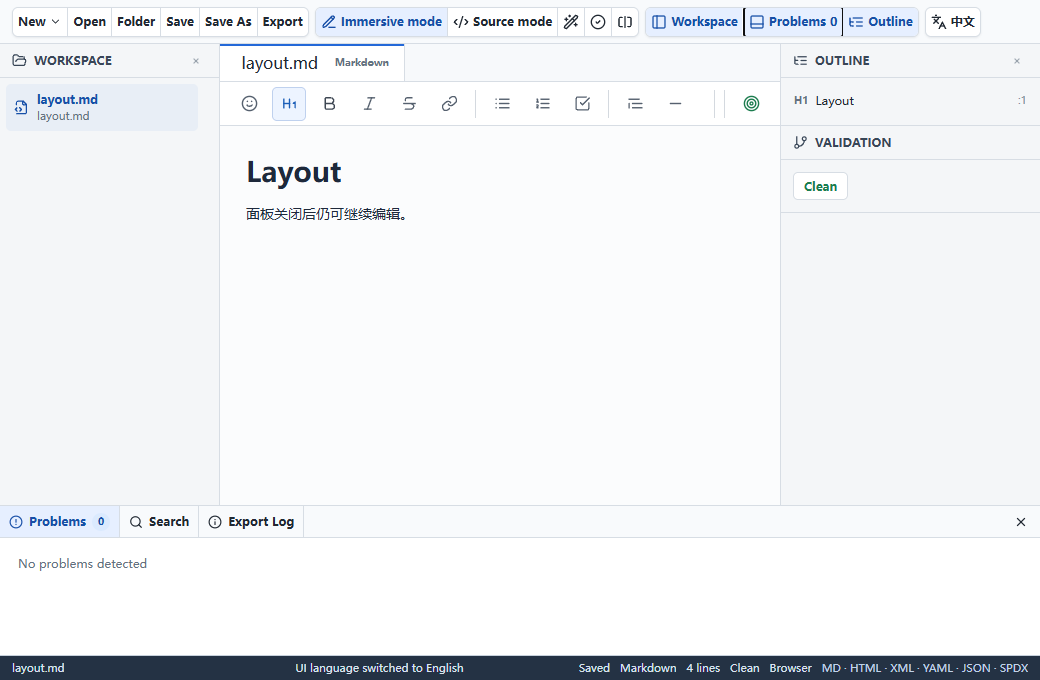 New Open Folder Save Save As Export Immersive mode Source mode Workspace Problems 0 Outline 中文
WORKSPACE ×
layout.md
layout.md
layout.md Markdown
H1 B I S
Layout
面板关闭后仍可继续编辑。
OUTLINE ×
H1 Layout :1
VALIDATION
Clean
Problems 0 Search Export Log
No problems detected
layout.md UI language switched to English Saved Markdown 4 lines Clean Browser MD · HTML · XML · YAML · JSON · SPDX